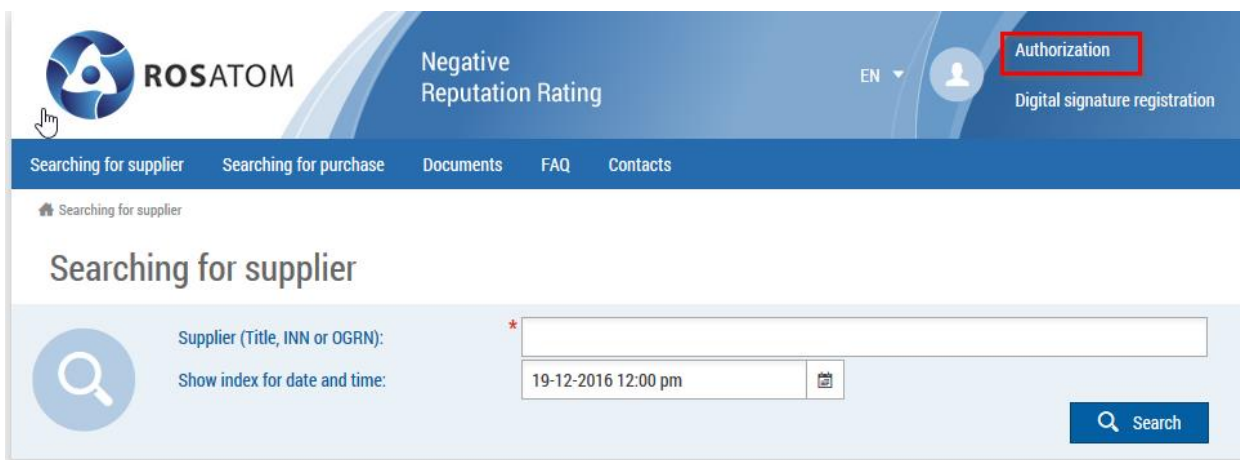 ROSATOM
Negative
Reputation Rating
EN
Authorization
Digital signature registration
Searching for supplier Searching for purchase Documents FAQ Contacts
Searching for supplier
Searching for supplier
Supplier (Title, INN or OGRN): *
Show index for date and time: 19-12-2016 12:00 pm
Search